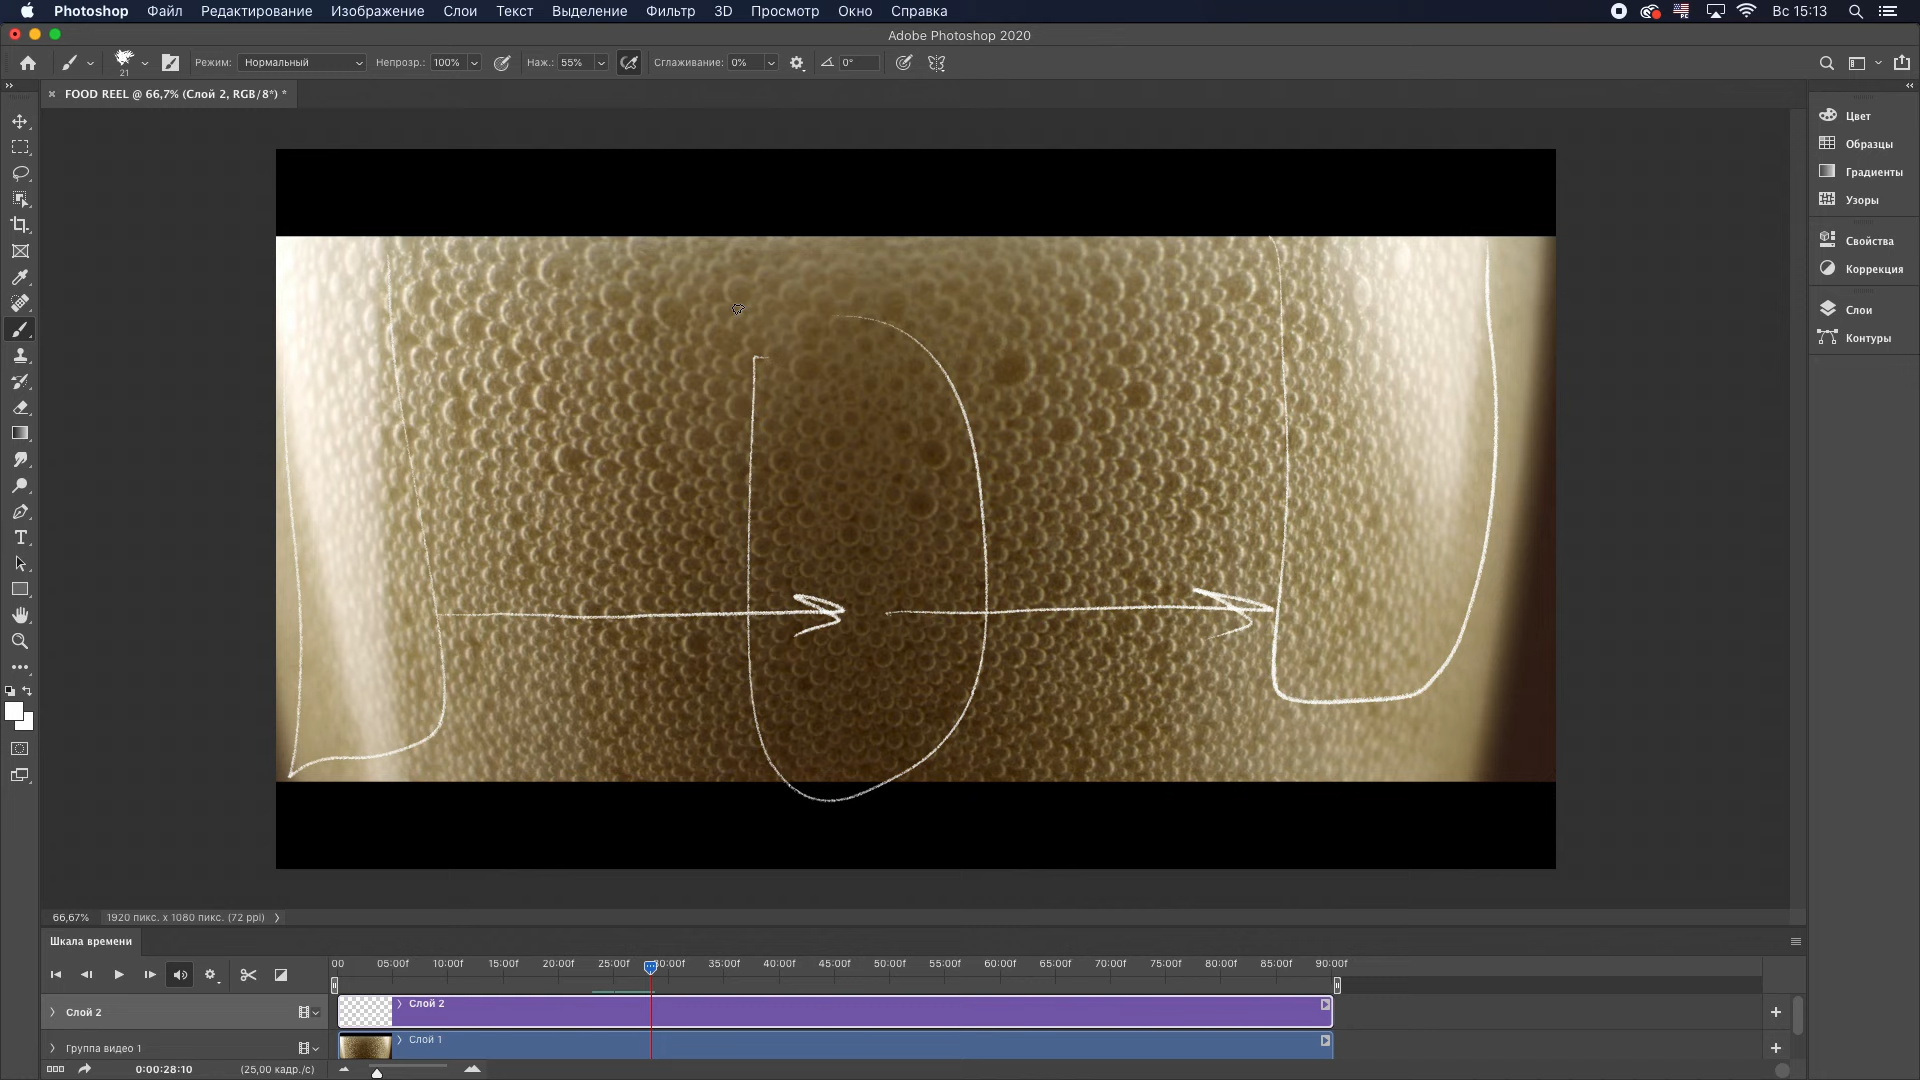 Photoshop Файл Редактирование Изображение Слои Текст Выделение Фильтр 3D Просмотр Окно Справка Вс 15:13
Adobe Photoshop 2020
21 Режим: Нормальный Непрозр.: 100% Наж.: 55% Сглаживание: 0% 0°
FOOD REEL @ 66,7% (Слой 2, RGB/8*) *
Цвет
Образцы
Градиенты
Узоры
Свойства
Коррекция
Слои
Контуры
66,67% 1920 пикс. x 1080 пикс. (72 ppi)
Шкала времени
00 05:00f 10:00f 15:00f 20:00f 25:00f 30:00f 35:00f 40:00f 45:00f 50:00f 55:00f 60:00f 65:00f 70:00f 75:00f 80:00f 85:00f 90:00f
Слой 2 Слой 2
Группа видео 1 Слой 1
0:00:28:10 (25,00 кадр./с)